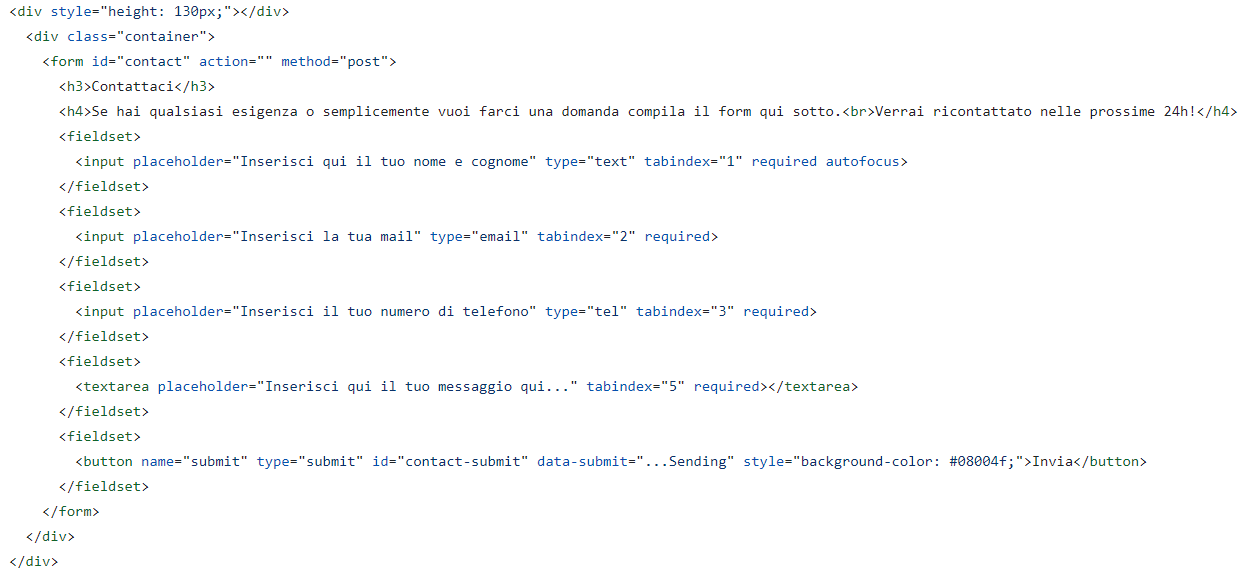 <div style="height: 130px;"></div>
  <div class="container">
    <form id="contact" action="" method="post">
      <h3>Contattaci</h3>
      <h4>Se hai qualsiasi esigenza o semplicemente vuoi farci una domanda compila il form qui sotto.<br>Verrai ricontattato nelle prossime 24h!</h4>
      <fieldset>
        <input placeholder="Inserisci qui il tuo nome e cognome" type="text" tabindex="1" required autofocus>
      </fieldset>
      <fieldset>
        <input placeholder="Inserisci la tua mail" type="email" tabindex="2" required>
      </fieldset>
      <fieldset>
        <input placeholder="Inserisci il tuo numero di telefono" type="tel" tabindex="3" required>
      </fieldset>
      <fieldset>
        <textarea placeholder="Inserisci qui il tuo messaggio qui..." tabindex="5" required></textarea>
      </fieldset>
      <fieldset>
        <button name="submit" type="submit" id="contact-submit" data-submit="...Sending" style="background-color: #08004f;">Invia</button>
      </fieldset>
    </form>
  </div>
</div>